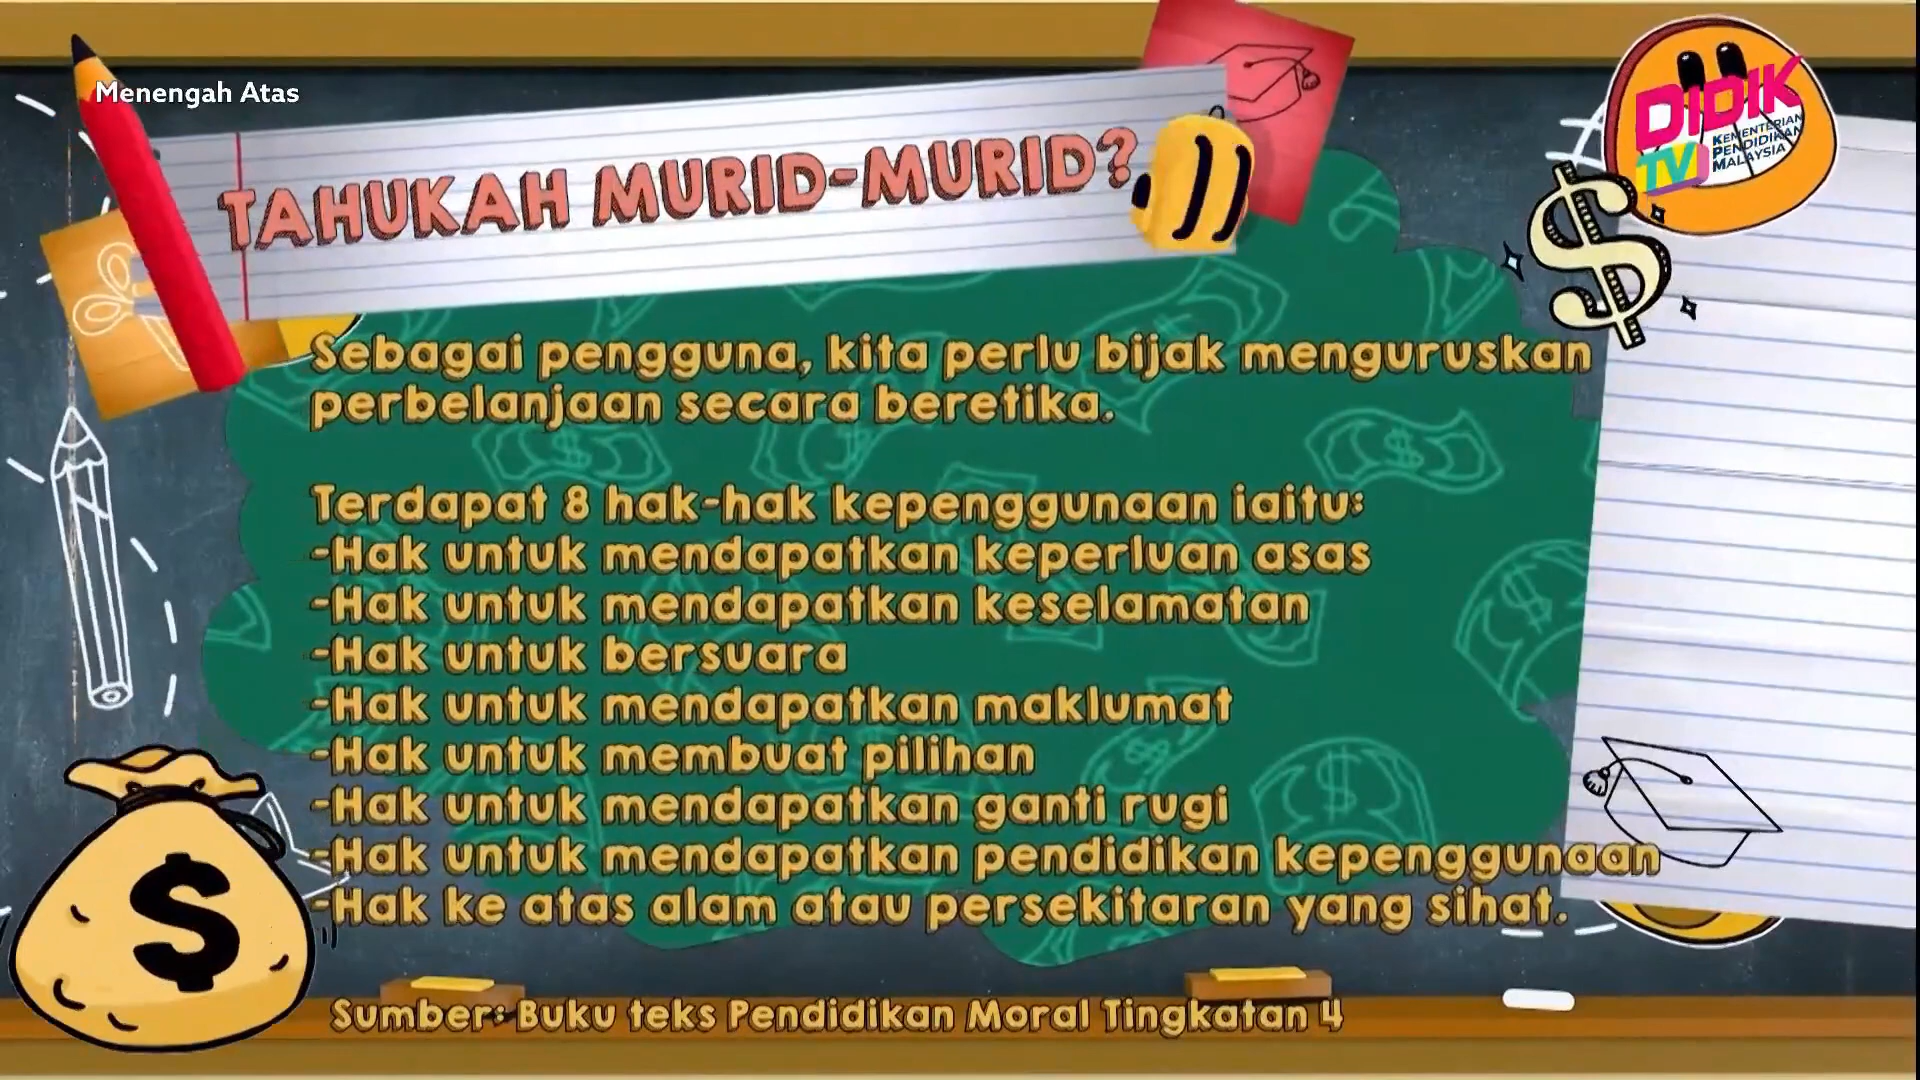 Menengah Atas
DIDIK
TV
KEMENTERIAN
PENDIDIKAN
MALAYSIA
TAHUKAH MURID-MURID?
Sebagai pengguna, kita perlu bijak menguruskan
perbelanjaan secara beretika.
Terdapat 8 hak-hak kepenggunaan iaitu:
-Hak untuk mendapatkan keperluan asas
-Hak untuk mendapatkan keselamatan
-Hak untuk bersuara
-Hak untuk mendapatkan maklumat
-Hak untuk membuat pilihan
-Hak untuk mendapatkan ganti rugi
-Hak untuk mendapatkan pendidikan kepenggunaan
-Hak ke atas alam atau persekitaran yang sihat.
Sumber: Buku teks Pendidikan Moral Tingkatan 4